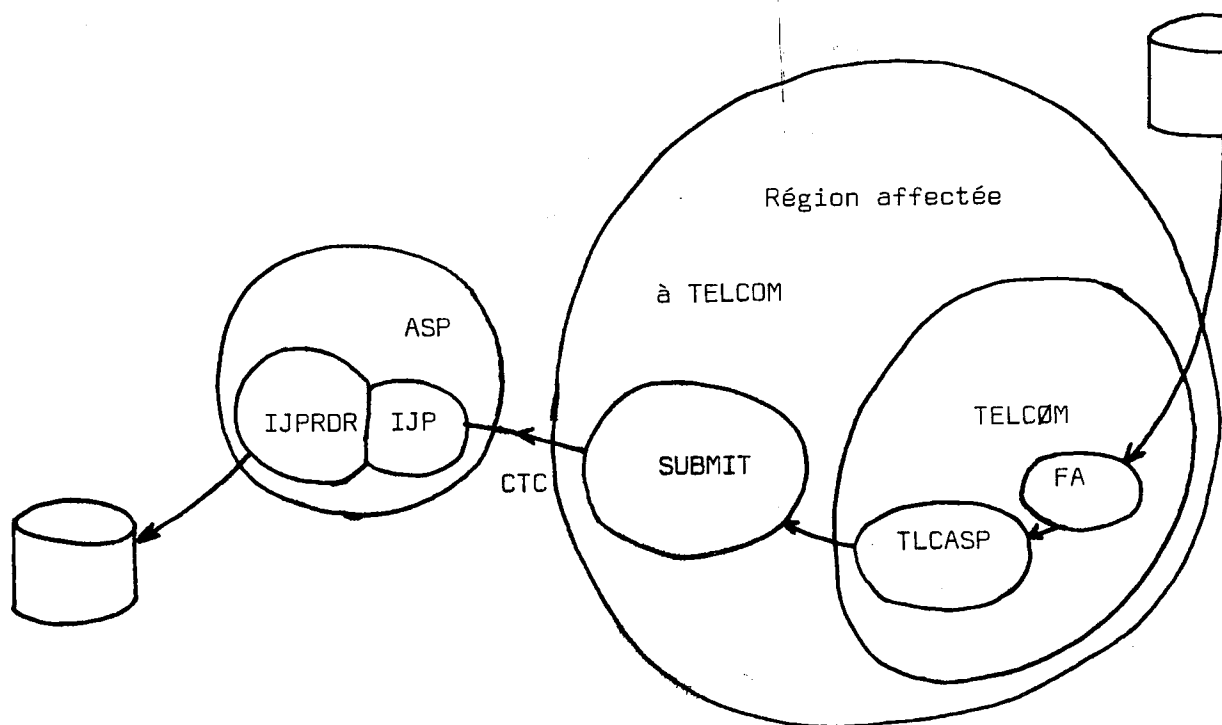 Région affectée
à TELCOM
ASP
IJPRDR
IJP
CTC
SUBMIT
TELCØM
FA
TLCASP